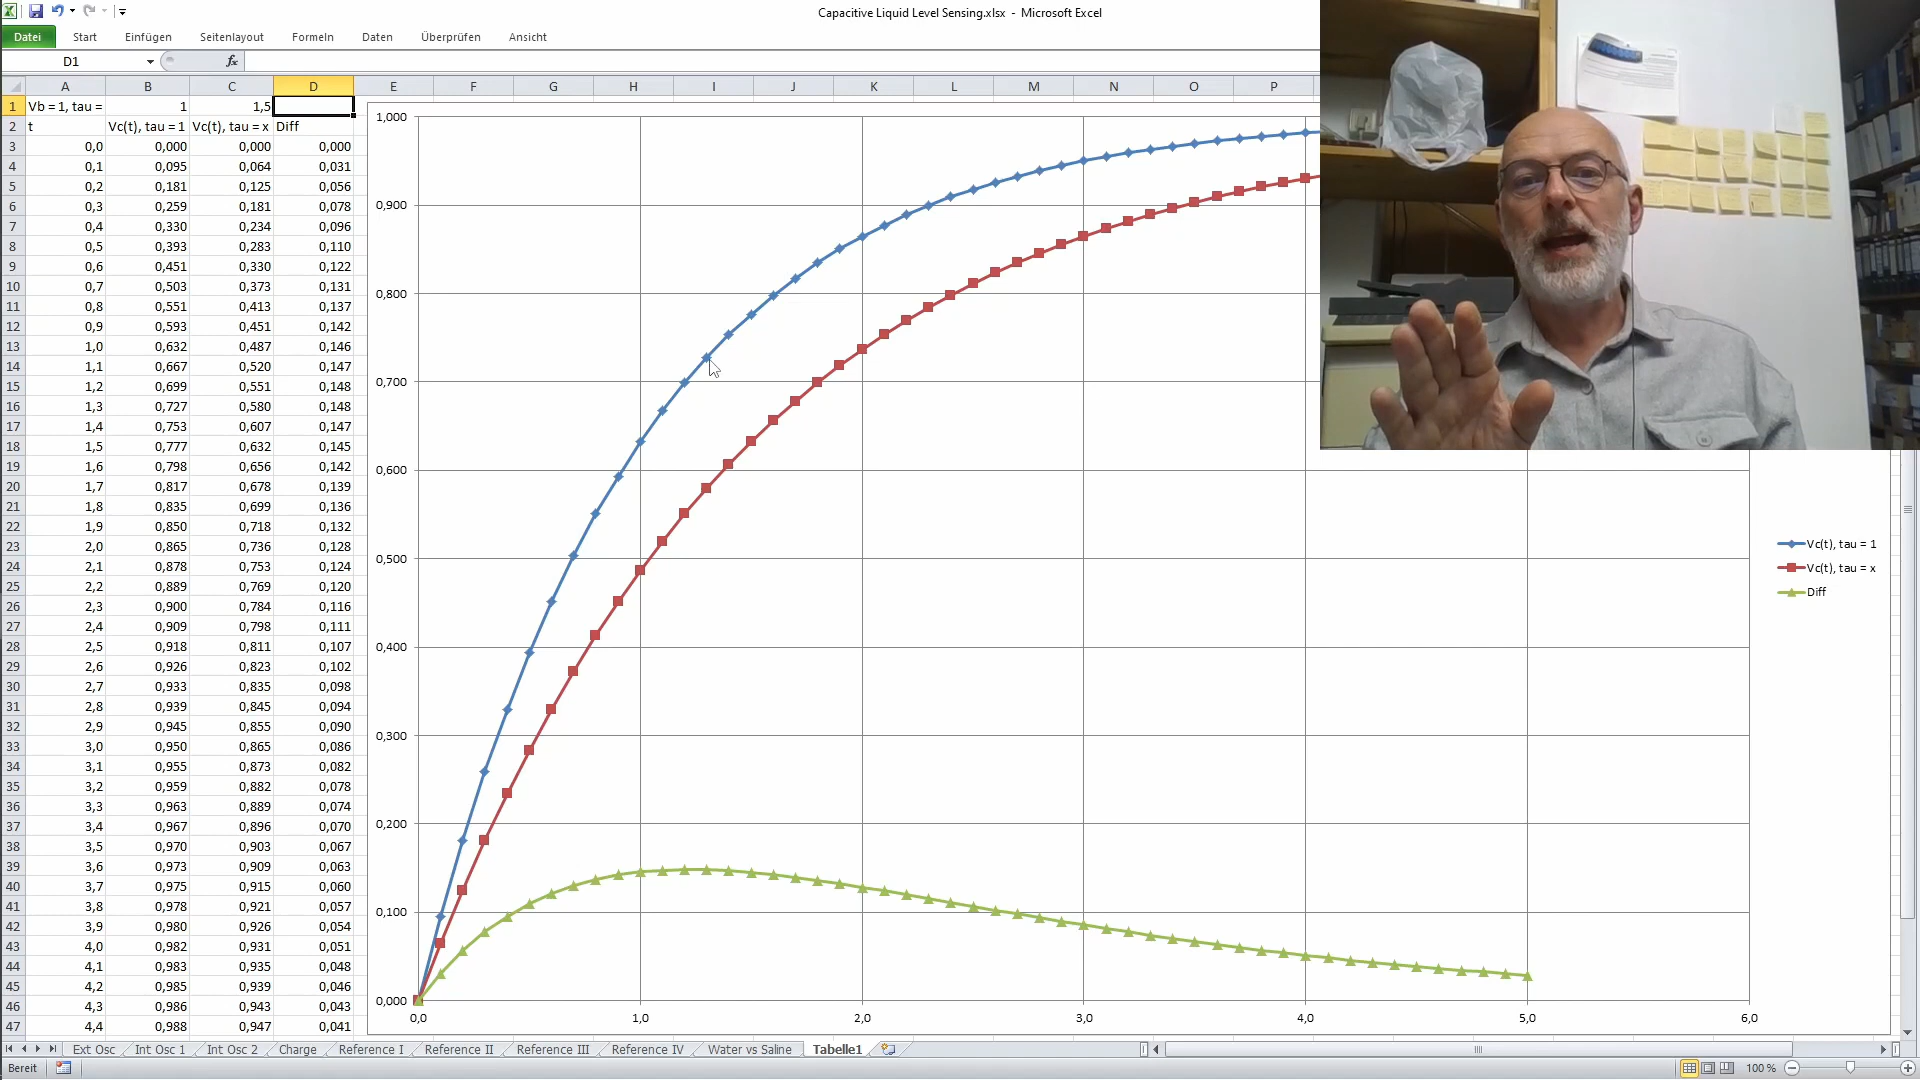 Capacitive Liquid Level Sensing.xlsx - Microsoft Excel
Datei Start Einfügen Seitenlayout Formeln Daten Überprüfen Ansicht
D1 fx
A B C D E F G H I J K L M N O P
1 Vb = 1, tau = 1 1,5
2 t Vc(t), tau = 1 Vc(t), tau = x Diff
3 0,0 0,000 0,000 0,000
4 0,1 0,095 0,064 0,031
5 0,2 0,181 0,125 0,056
6 0,3 0,259 0,181 0,078
7 0,4 0,330 0,234 0,096
8 0,5 0,393 0,283 0,110
9 0,6 0,451 0,330 0,122
10 0,7 0,503 0,373 0,131
11 0,8 0,551 0,413 0,137
12 0,9 0,593 0,451 0,142
13 1,0 0,632 0,487 0,146
14 1,1 0,667 0,520 0,147
15 1,2 0,699 0,551 0,148
16 1,3 0,727 0,580 0,148
17 1,4 0,753 0,607 0,147
18 1,5 0,777 0,632 0,145
19 1,6 0,798 0,656 0,142
20 1,7 0,817 0,678 0,139
21 1,8 0,835 0,699 0,136
22 1,9 0,850 0,718 0,132
23 2,0 0,865 0,736 0,128
24 2,1 0,878 0,753 0,124
25 2,2 0,889 0,769 0,120
26 2,3 0,900 0,784 0,116
27 2,4 0,909 0,798 0,111
28 2,5 0,918 0,811 0,107
29 2,6 0,926 0,823 0,102
30 2,7 0,933 0,835 0,098
31 2,8 0,939 0,845 0,094
32 2,9 0,945 0,855 0,090
33 3,0 0,950 0,865 0,086
34 3,1 0,955 0,873 0,082
35 3,2 0,959 0,882 0,078
36 3,3 0,963 0,889 0,074
37 3,4 0,967 0,896 0,070
38 3,5 0,970 0,903 0,067
39 3,6 0,973 0,909 0,063
40 3,7 0,975 0,915 0,060
41 3,8 0,978 0,921 0,057
42 3,9 0,980 0,926 0,054
43 4,0 0,982 0,931 0,051
44 4,1 0,983 0,935 0,048
45 4,2 0,985 0,939 0,046
46 4,3 0,986 0,943 0,043
47 4,4 0,988 0,947 0,041
1,000
0,900
0,800
0,700
0,600
0,500
0,400
0,300
0,200
0,100
0,000
0,0 1,0 2,0 3,0 4,0 5,0 6,0
Vc(t), tau = 1
Vc(t), tau = x
Diff
Ext Osc Int Osc 1 Int Osc 2 Charge Reference I Reference II Reference III Reference IV Water vs Saline Tabelle1
Bereit 100 %